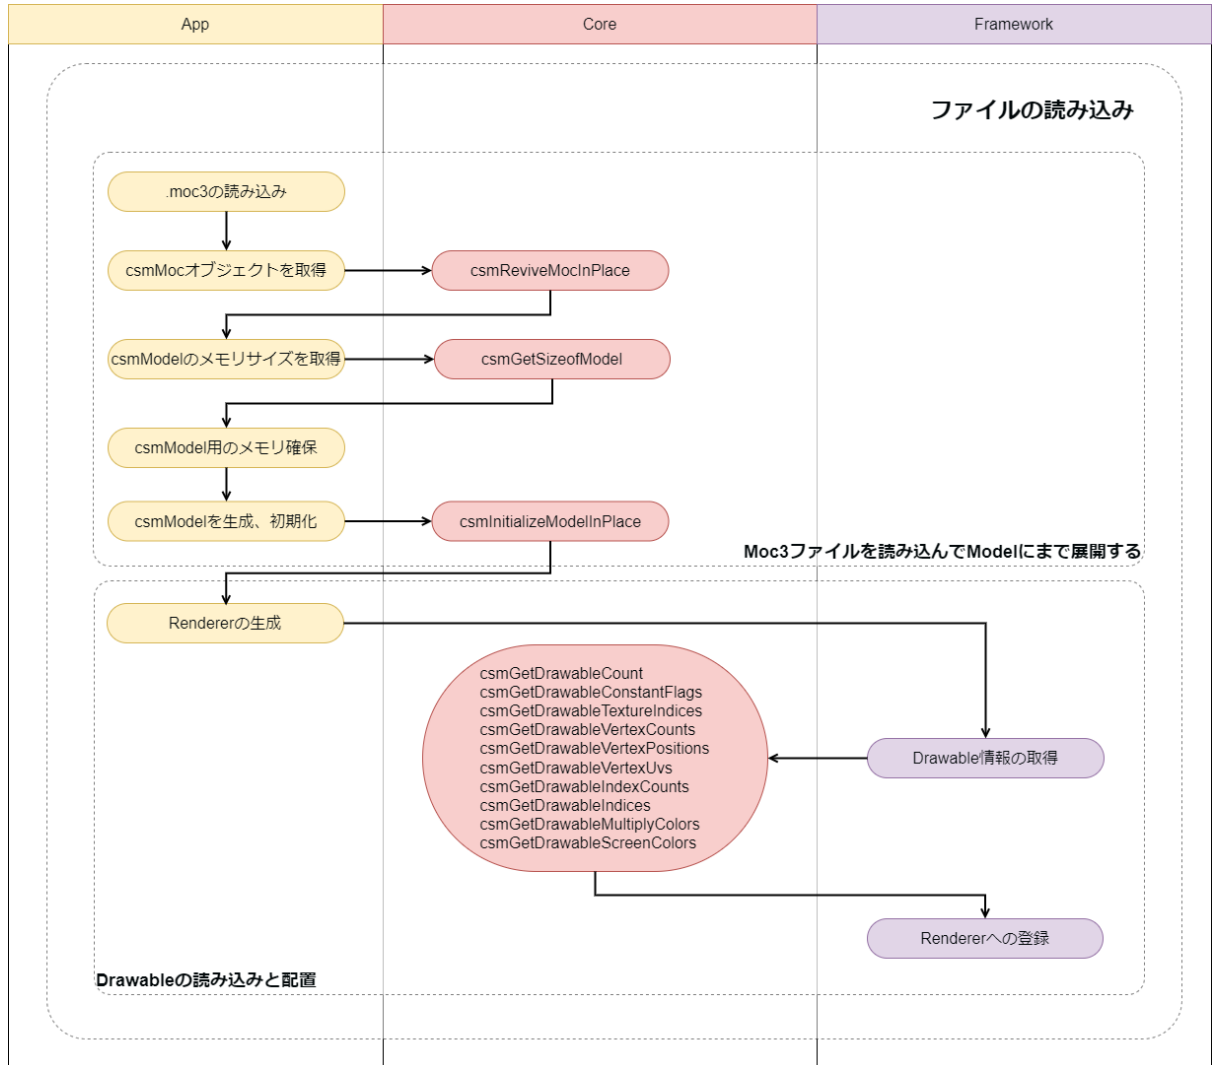 App
Core
Framework
ファイルの読み込み
.moc3の読み込み
csmMocオブジェクトを取得
csmReviveMocInPlace
csmModelのメモリサイズを取得
csmGetSizeofModel
csmModel用のメモリ確保
csmModelを生成、初期化
csmInitializeModelInPlace
Moc3ファイルを読み込んでModelにまで展開する
Rendererの生成
csmGetDrawableCount
csmGetDrawableConstantFlags
csmGetDrawableTextureIndices
csmGetDrawableVertexCounts
csmGetDrawableVertexPositions
csmGetDrawableVertexUvs
csmGetDrawableIndexCounts
csmGetDrawableIndices
csmGetDrawableMultiplyColors
csmGetDrawableScreenColors
Drawable情報の取得
Rendererへの登録
Drawableの読み込みと配置